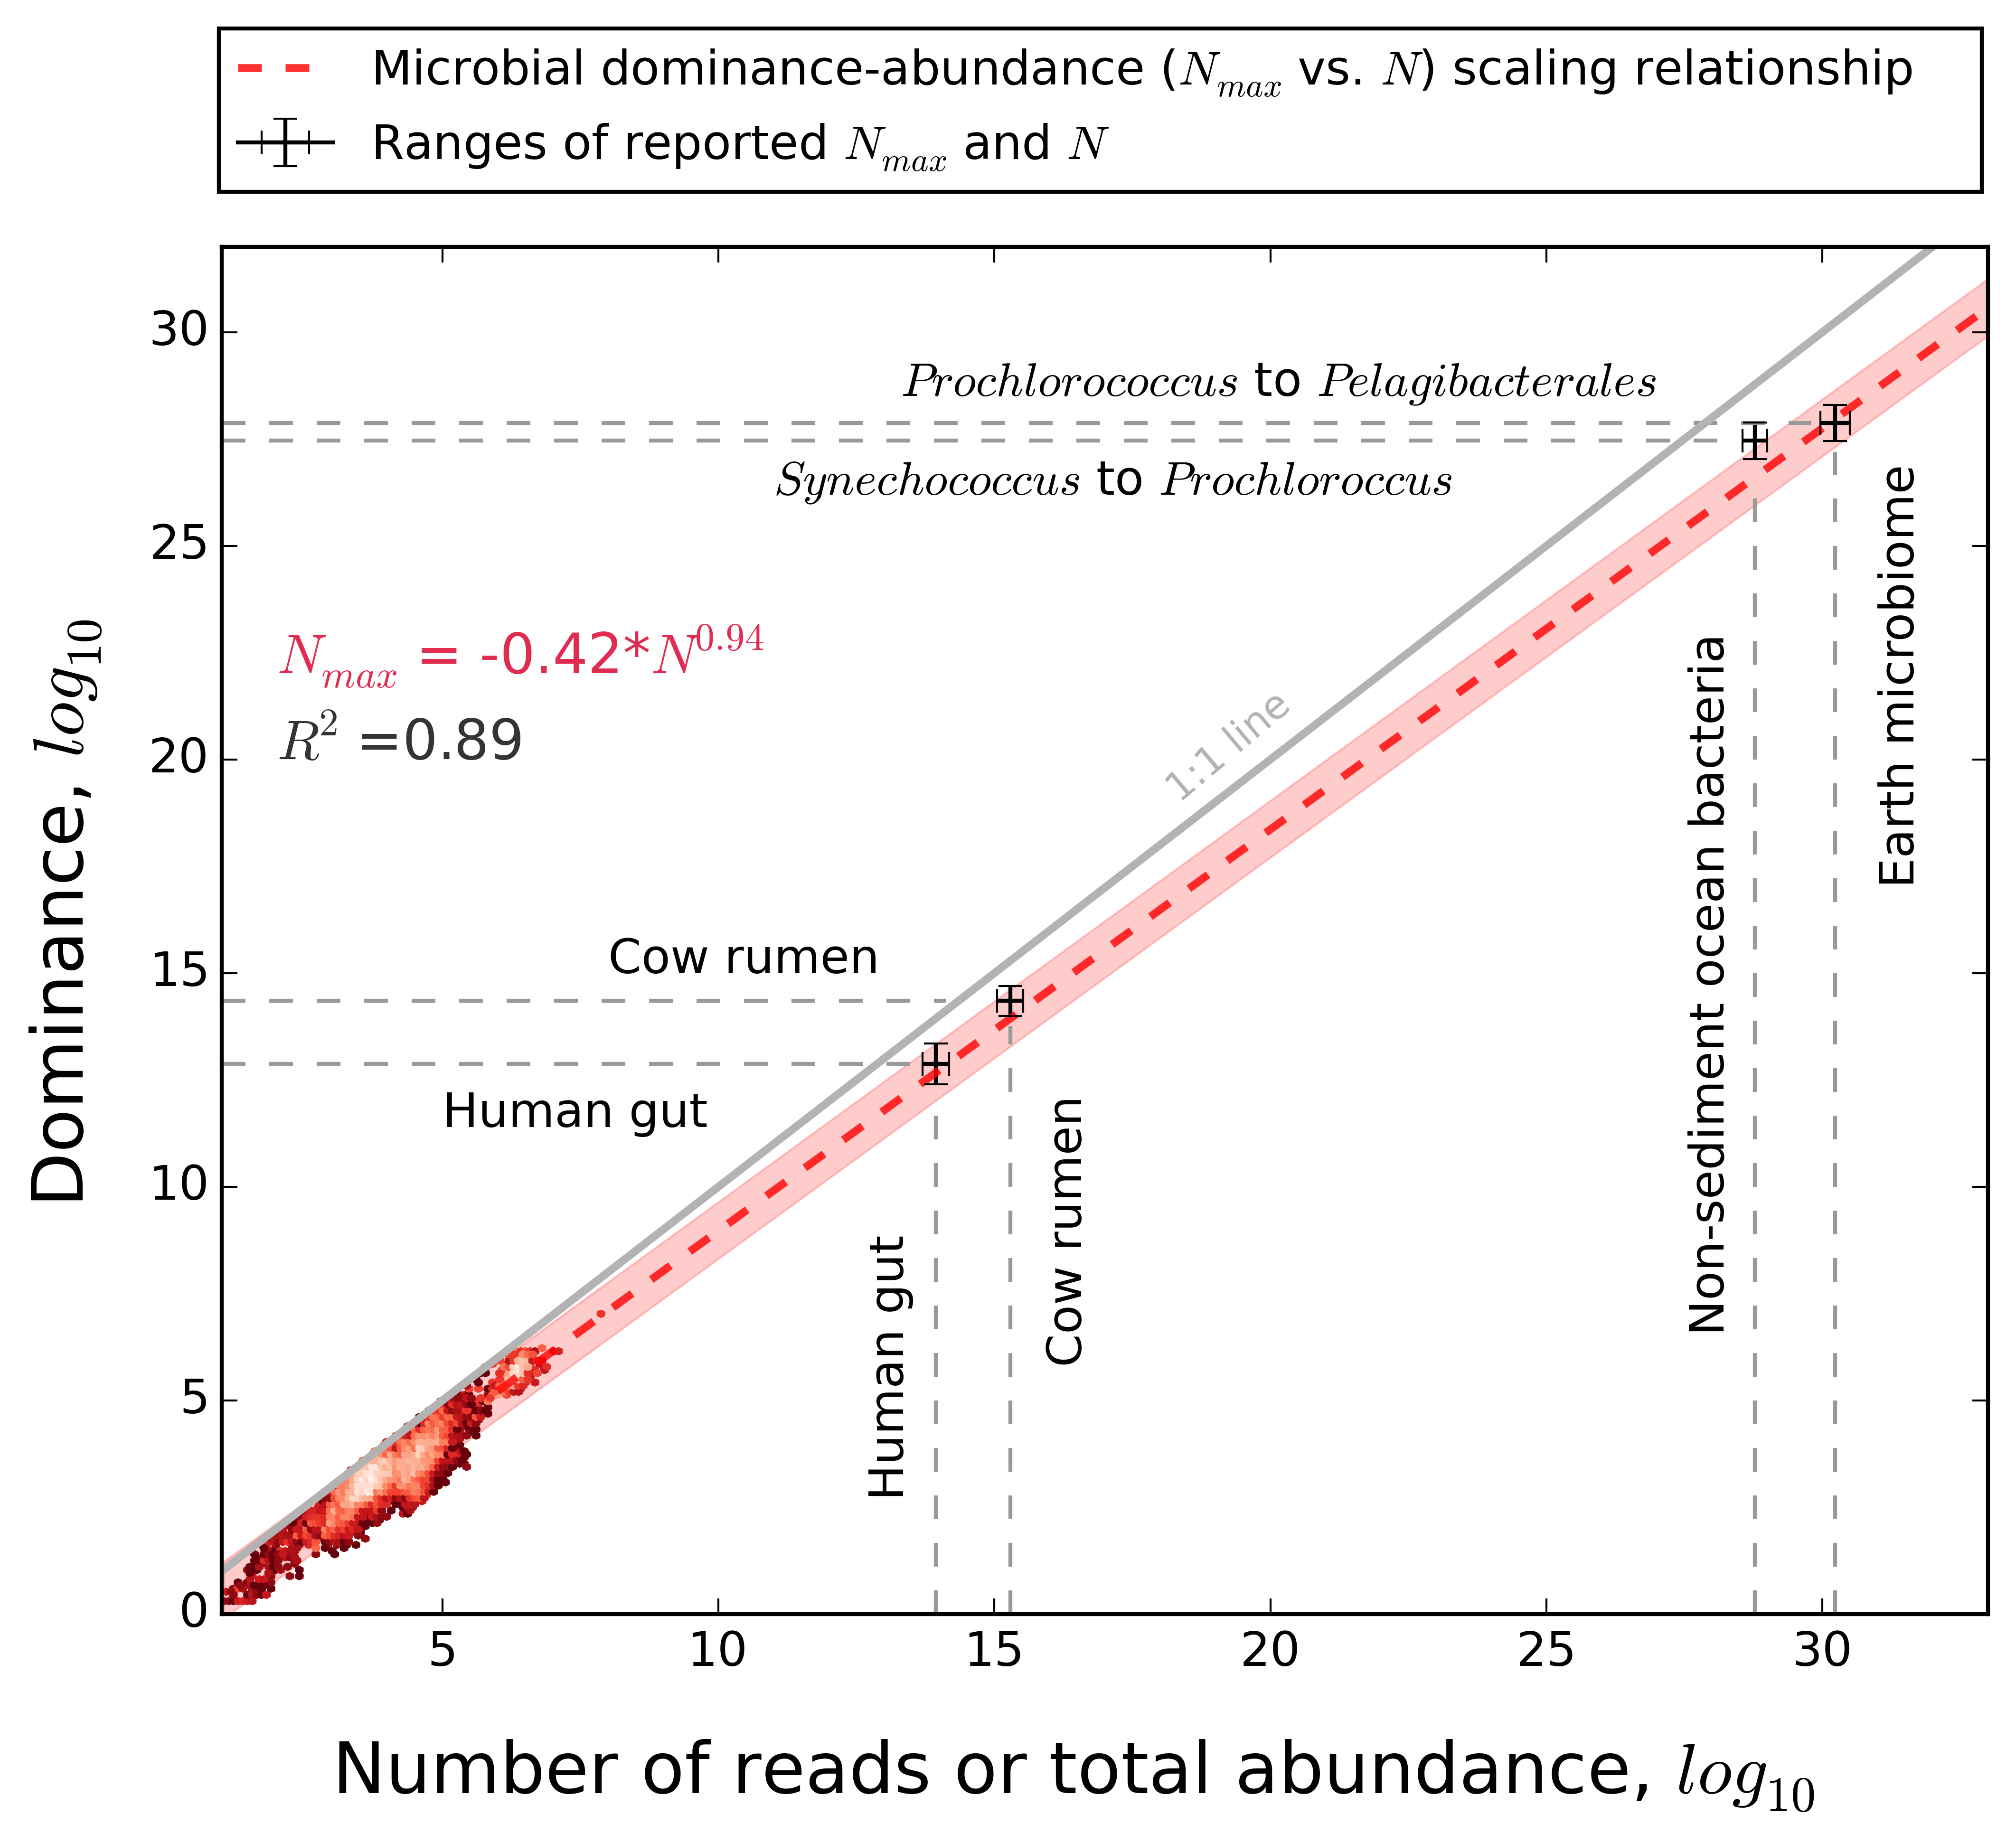 Microbial dominance-abundance (Nmax vs. N) scaling relationship
Ranges of reported Nmax and N
30
25
20
15
10
5
0
Dominance, log10
Prochlorococcus to Pelagibacterales
Synechococcus to Prochloroccus
Nmax = -0.42*N^0.94
R^2 =0.89
1:1 line
Cow rumen
Human gut
Human gut
Cow rumen
Non-sediment ocean bacteria
Earth microbiome
5
10
15
20
25
30
Number of reads or total abundance, log10